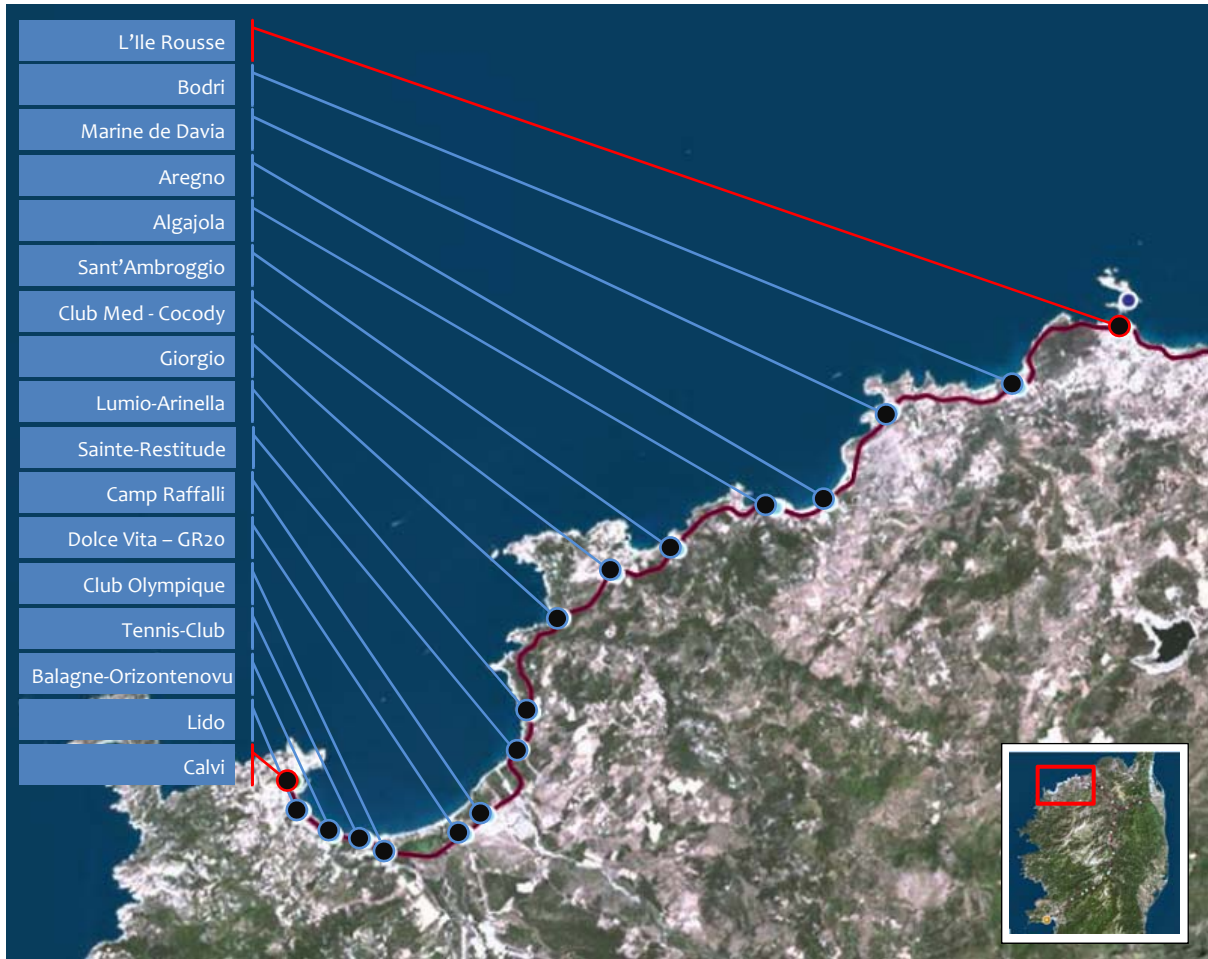 L'Ile Rousse
Bodri
Marine de Davia
Aregno
Algajola
Sant'Ambroggio
Club Med - Cocody
Giorgio
Lumio-Arinella
Sainte-Restitude
Camp Raffalli
Dolce Vita – GR20
Club Olympique
Tennis-Club
Balagne-Orizontenovu
Lido
Calvi